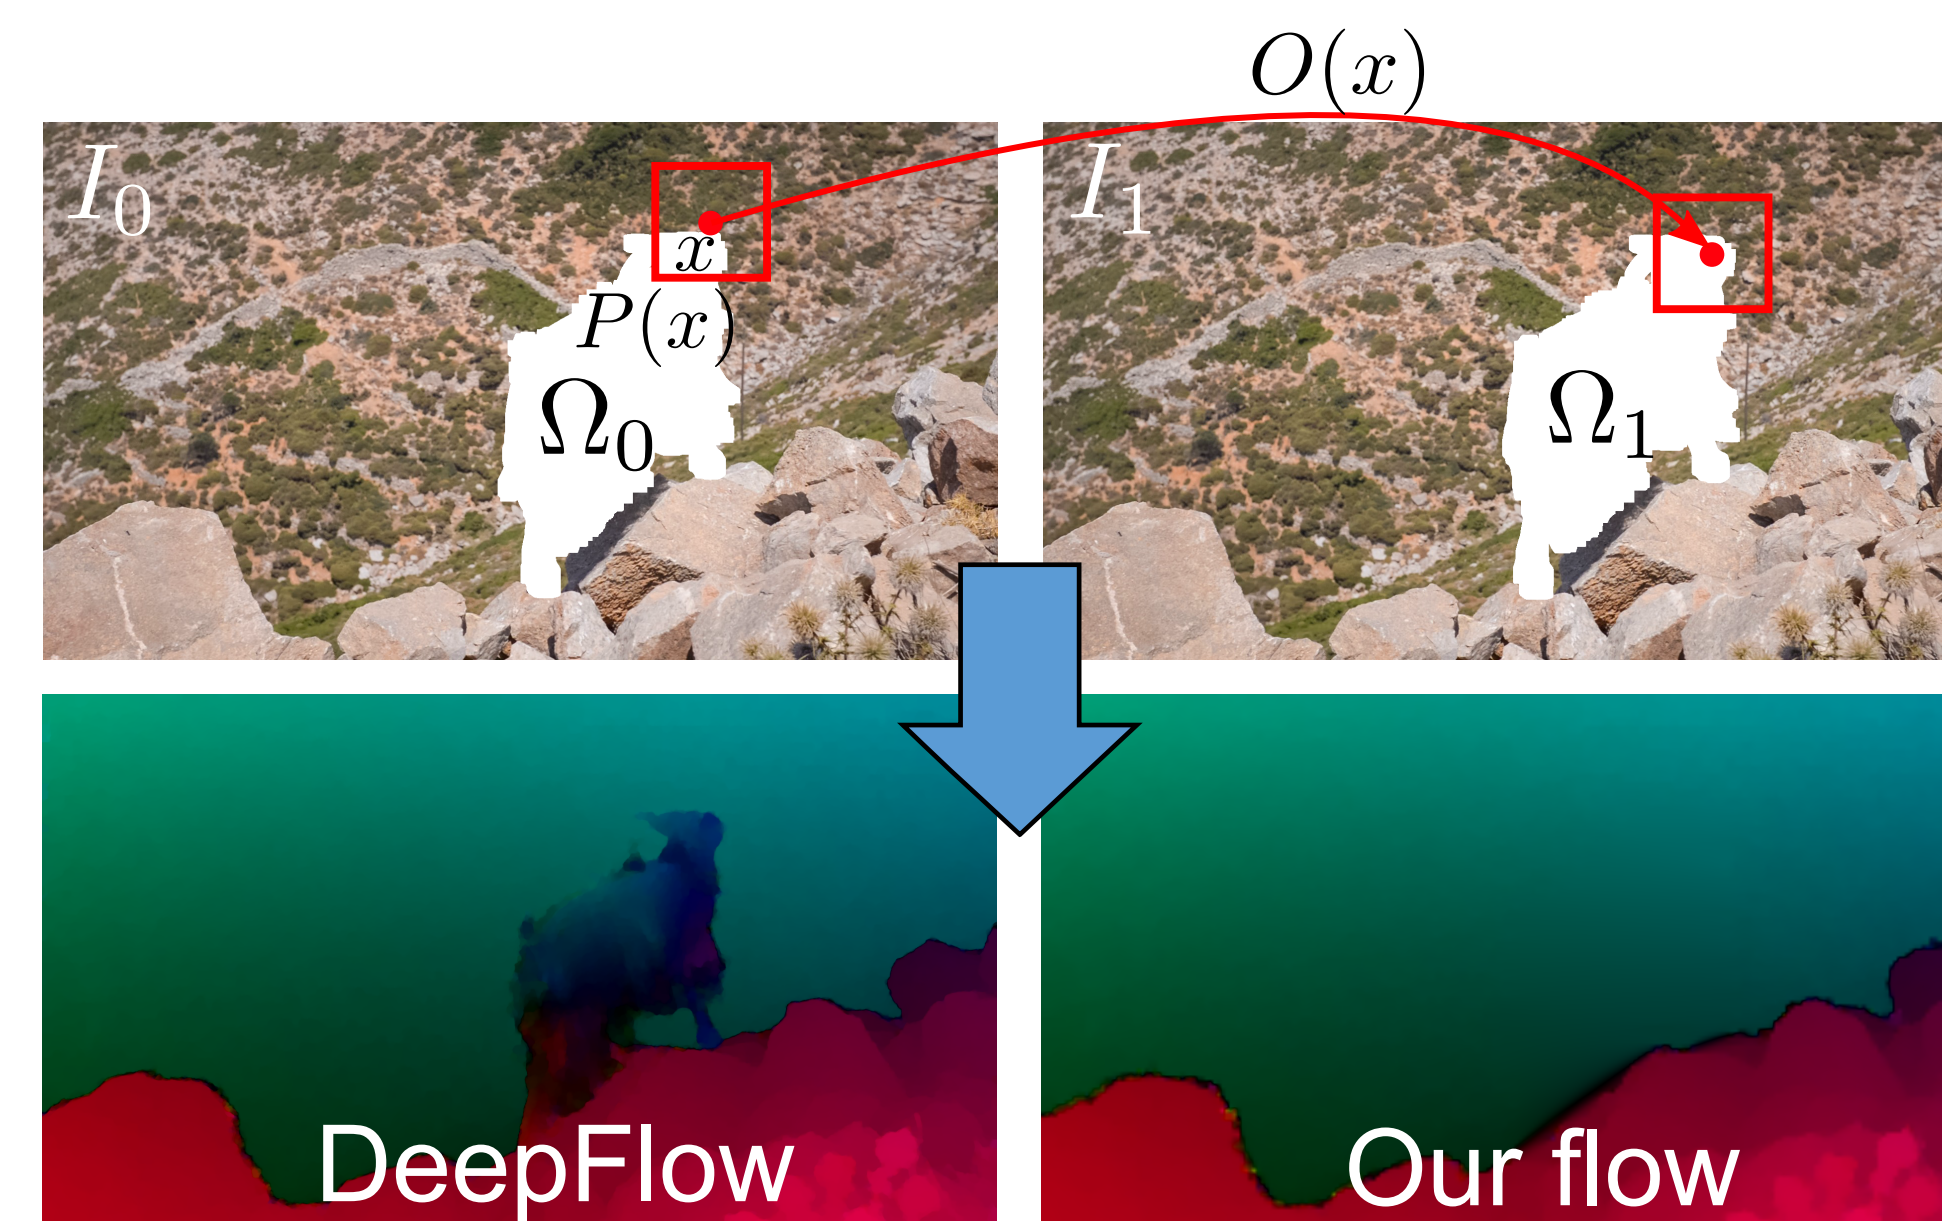 O(x)
I₀
I₁
x
P(x)
Ω₀
Ω₁
DeepFlow
Our flow